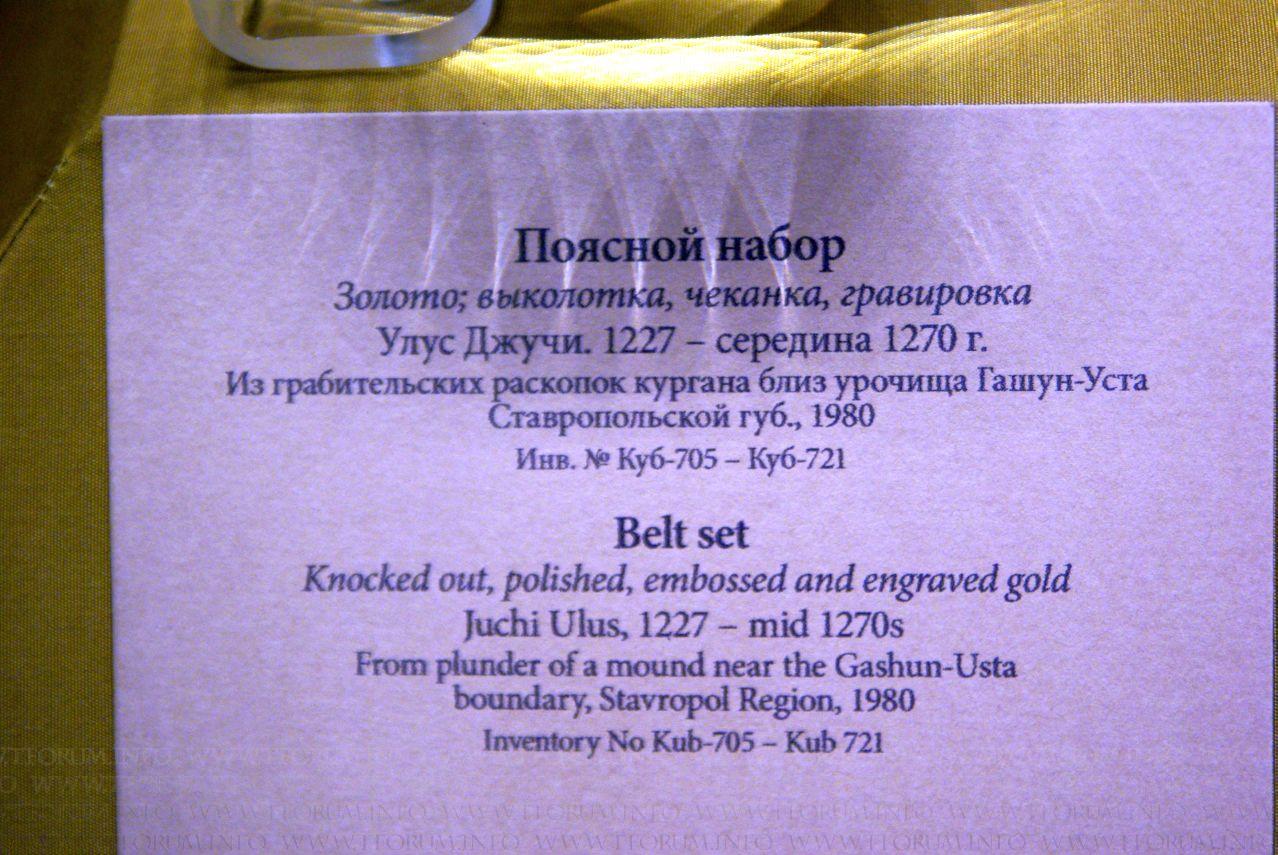 Поясной набор
Золото; выколотка, чеканка, гравировка
Улус Джучи. 1227 – середина 1270 г.
Из грабительских раскопок кургана близ урочища Гашун-Уста
Ставропольской губ., 1980
Инв. № Куб-705 – Куб-721
Belt set
Knocked out, polished, embossed and engraved gold
Juchi Ulus, 1227 – mid 1270s
From plunder of a mound near the Gashun-Usta
boundary, Stavropol Region, 1980
Inventory No Kub-705 – Kub 721